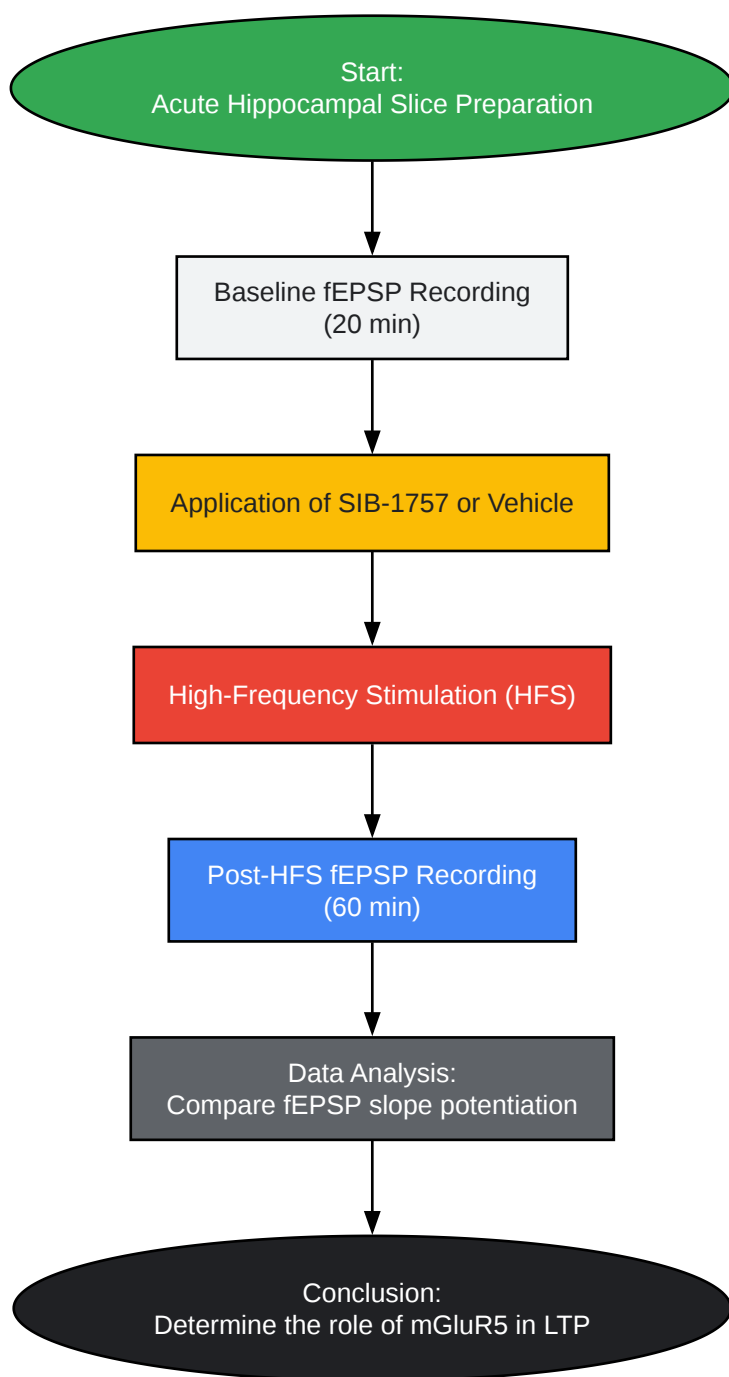 Start:
Acute Hippocampal Slice Preparation
Baseline fEPSP Recording
(20 min)
Application of SIB-1757 or Vehicle
High-Frequency Stimulation (HFS)
Post-HFS fEPSP Recording
(60 min)
Data Analysis:
Compare fEPSP slope potentiation
Conclusion:
Determine the role of mGluR5 in LTP